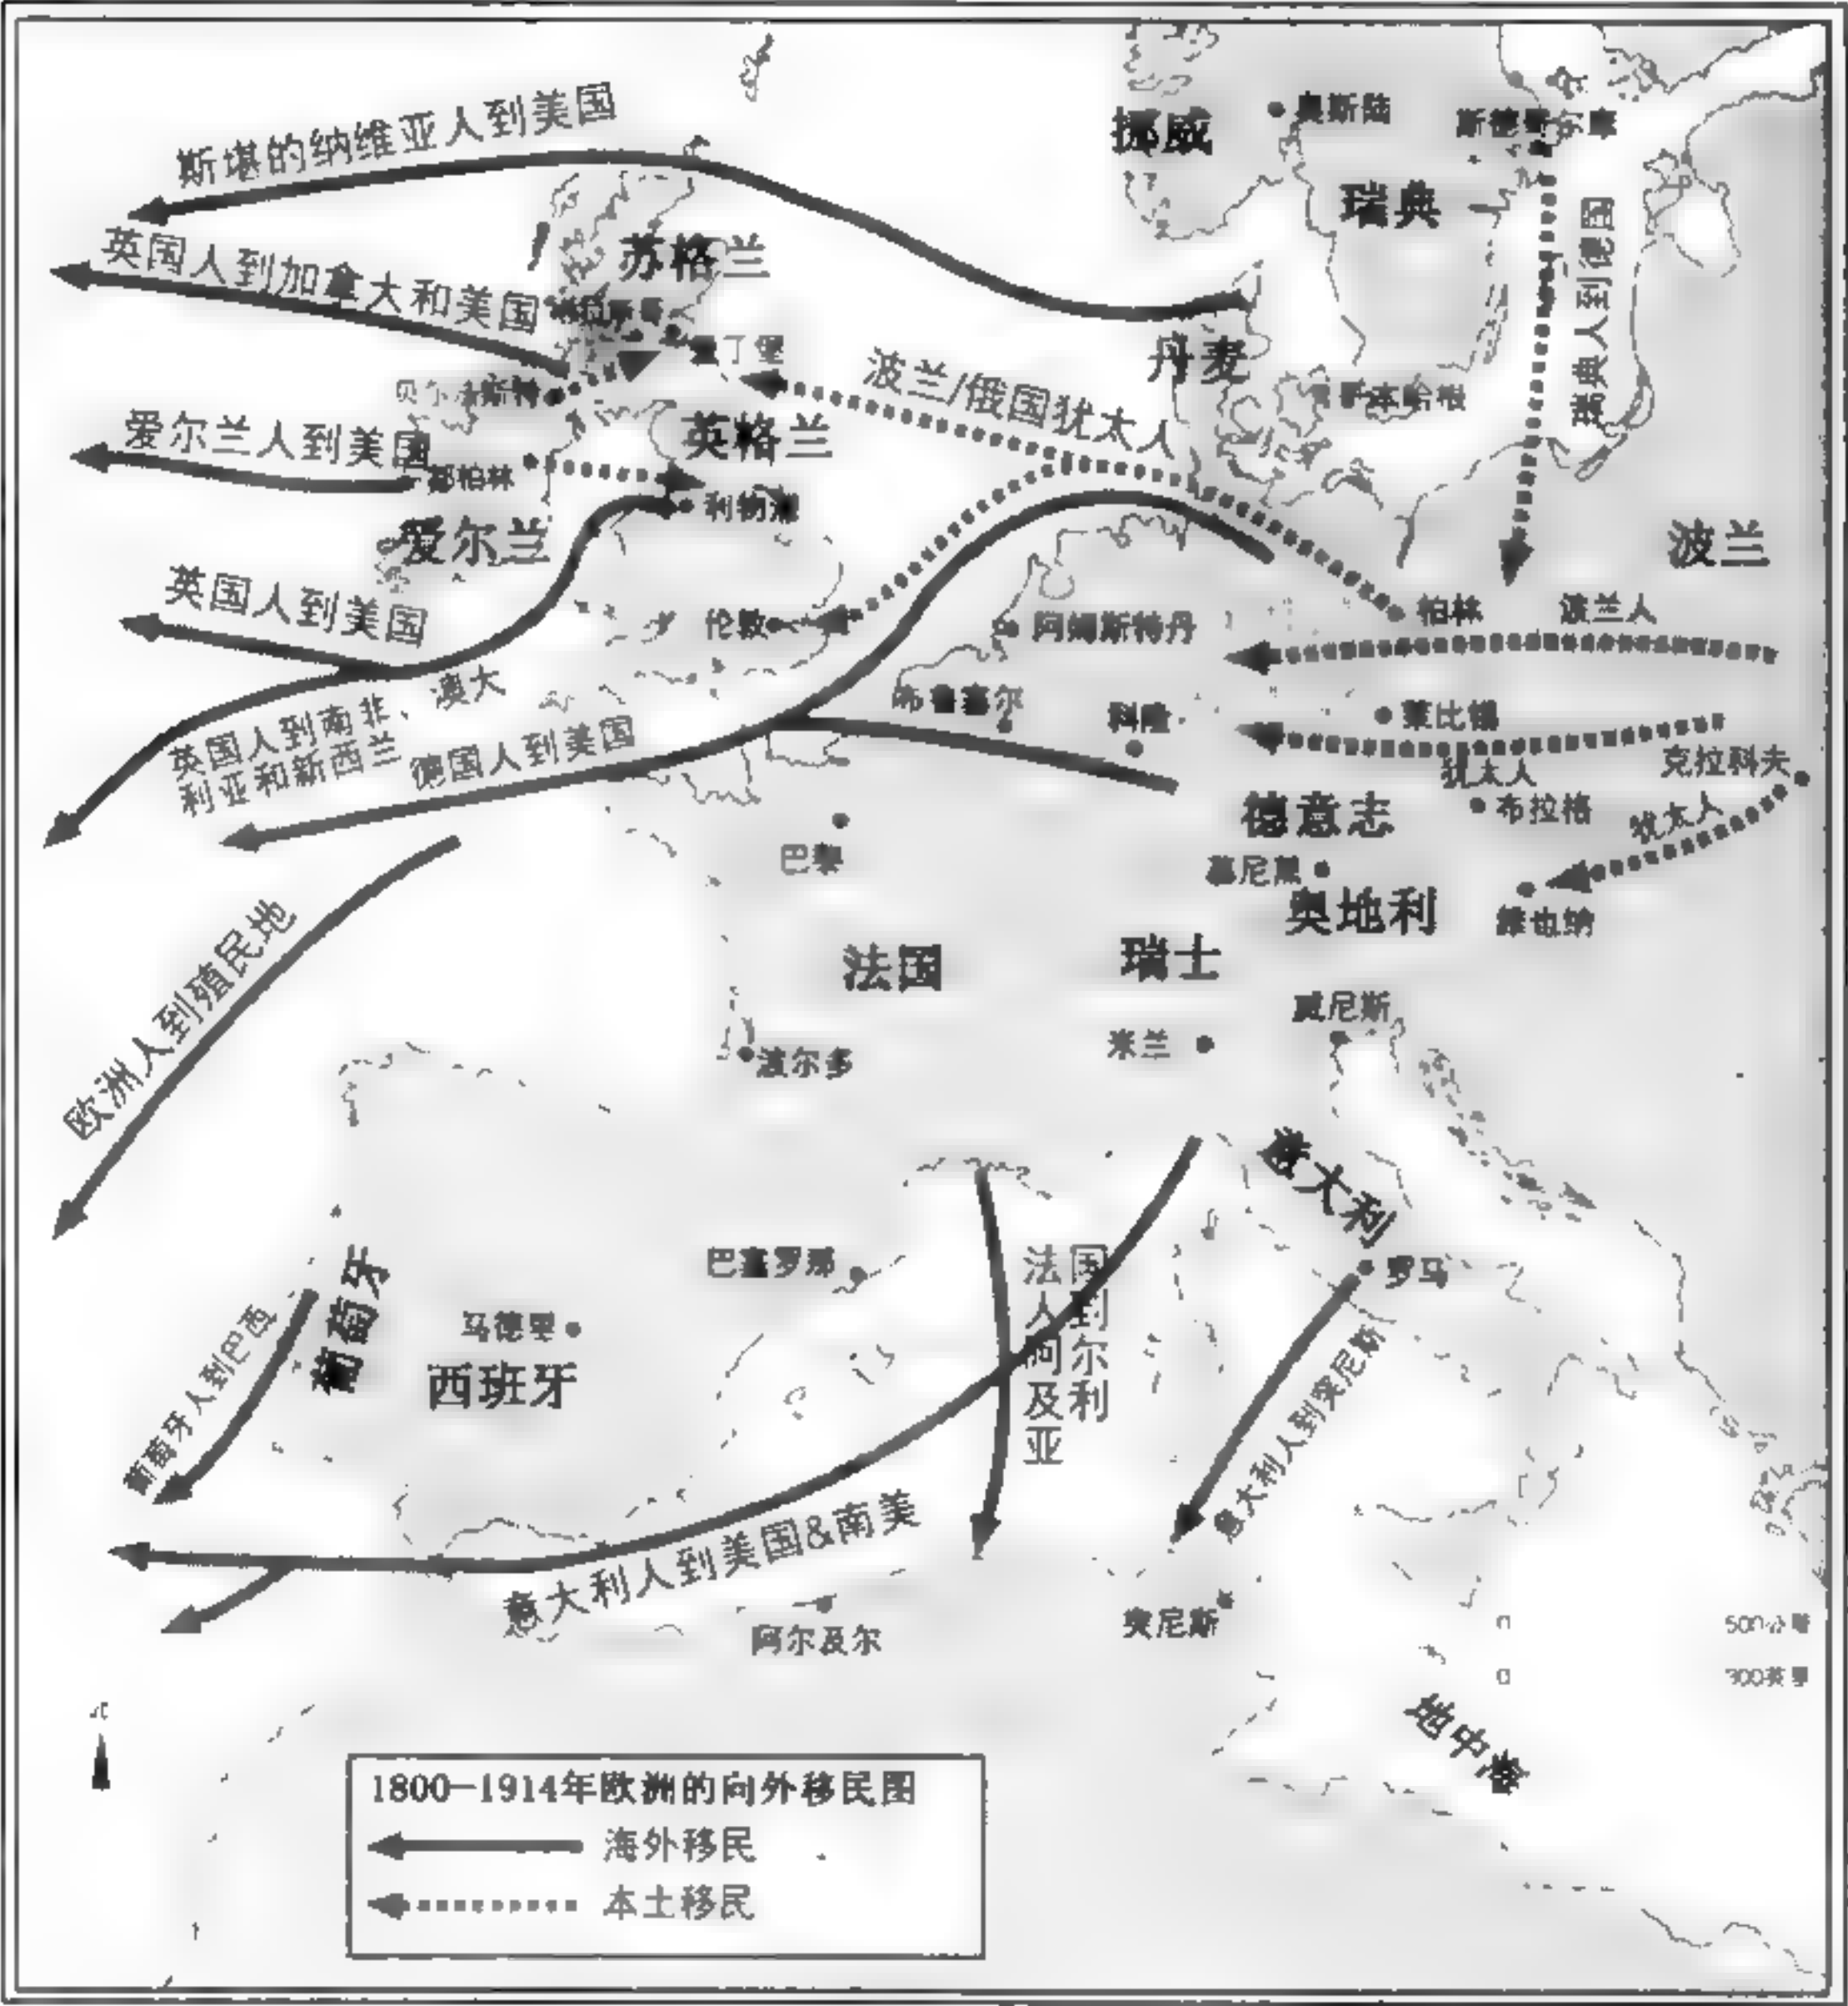 斯堪的纳维亚人到美国
挪威
奥斯陆
瑞典
瑞典人到德国
英国人到加拿大和美国
苏格兰
丹麦
波兰/俄国犹太人
爱尔兰人到美国
英格兰
都柏林
利物浦
爱尔兰
波兰
英国人到美国
伦敦
阿姆斯特丹
柏林
波兰人
英国人到南非、澳大
利亚和新西兰
德国人到美国
布鲁塞尔
科隆
莱比锡
犹太人
克拉科夫
德意志
布拉格
犹太人
巴黎
慕尼黑
奥地利
维也纳
欧洲人到殖民地
法国
瑞士
威尼斯
米兰
波尔多
意大利
罗马
葡萄牙
葡萄牙人到巴西
巴塞罗那
马德里
西班牙
法国
人到
阿尔
及利
亚
意大利人到突尼斯
意大利人到美国&南美
阿尔及尔
突尼斯
地中海
北
1800-1914年欧洲的向外移民图
海外移民
本土移民